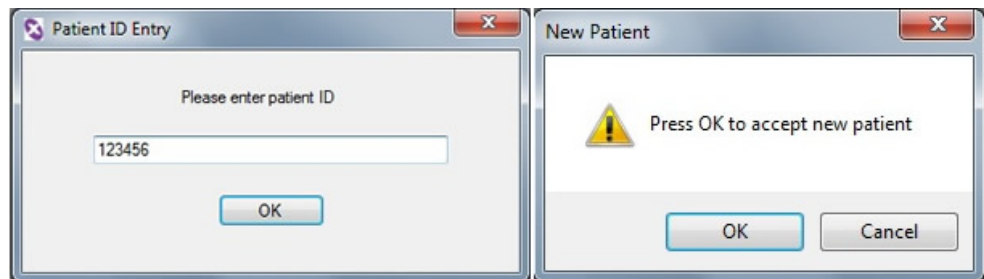 Patient ID Entry
Please enter patient ID
123456
OK
New Patient
Press OK to accept new patient
OK Cancel